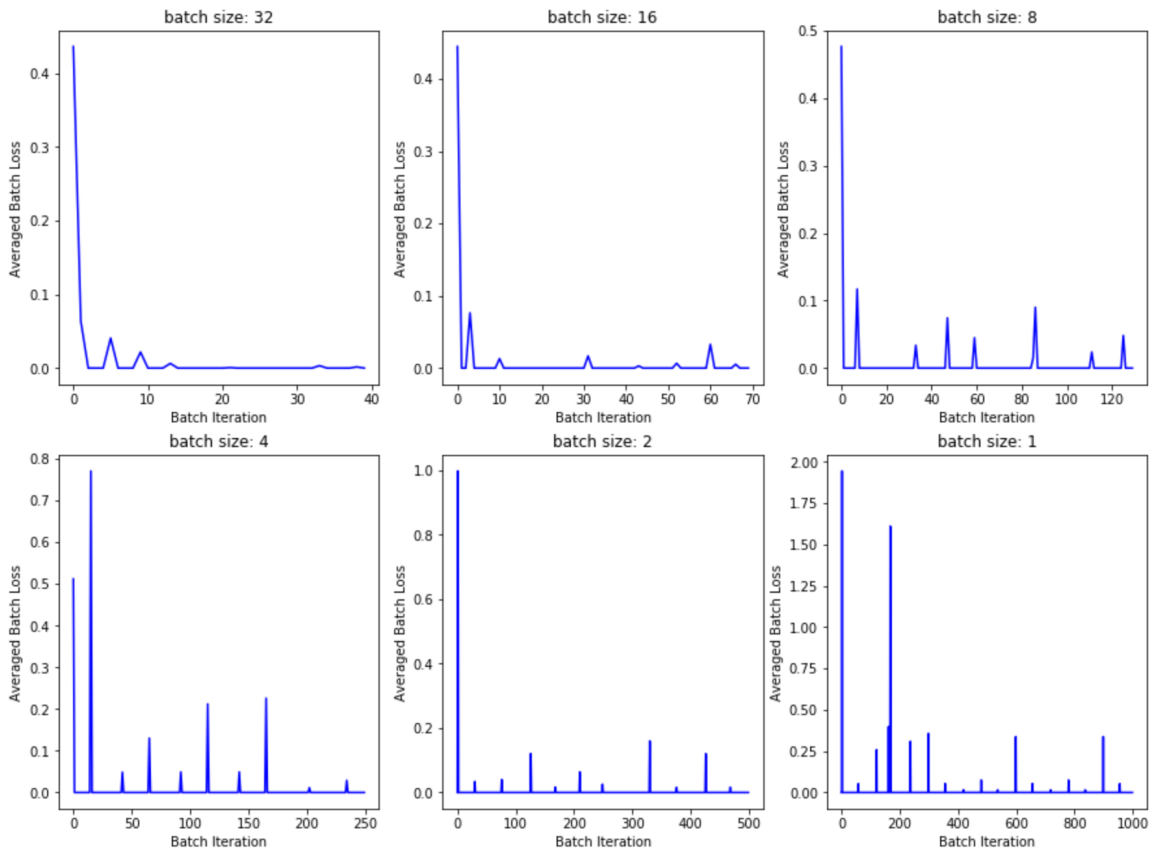 batch size: 32
0.4
0.3
0.2
0.1
0.0
Averaged Batch Loss
0 10 20 30 40
Batch Iteration
batch size: 16
0.4
0.3
0.2
0.1
0.0
Averaged Batch Loss
0 10 20 30 40 50 60 70
Batch Iteration
batch size: 8
0.5
0.4
0.3
0.2
0.1
0.0
Averaged Batch Loss
0 20 40 60 80 100 120
Batch Iteration
batch size: 4
0.8
0.7
0.6
0.5
0.4
0.3
0.2
0.1
0.0
Averaged Batch Loss
0 50 100 150 200 250
Batch Iteration
batch size: 2
1.0
0.8
0.6
0.4
0.2
0.0
Averaged Batch Loss
0 100 200 300 400 500
Batch Iteration
batch size: 1
2.00
1.75
1.50
1.25
1.00
0.75
0.50
0.25
0.00
Averaged Batch Loss
0 200 400 600 800 1000
Batch Iteration